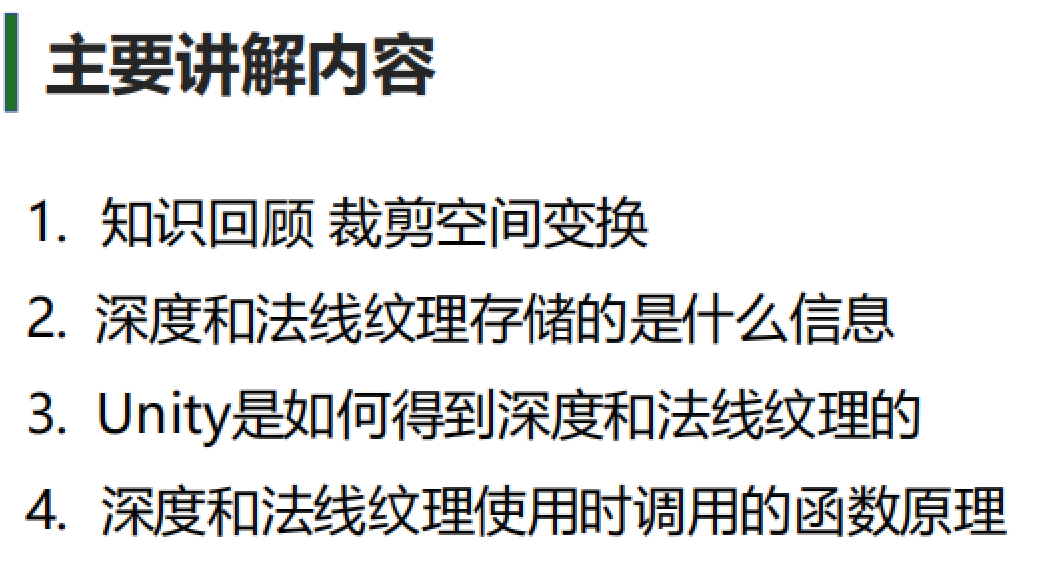 主要讲解内容
1. 知识回顾 裁剪空间变换
2. 深度和法线纹理存储的是什么信息
3. Unity是如何得到深度和法线纹理的
4. 深度和法线纹理使用时调用的函数原理